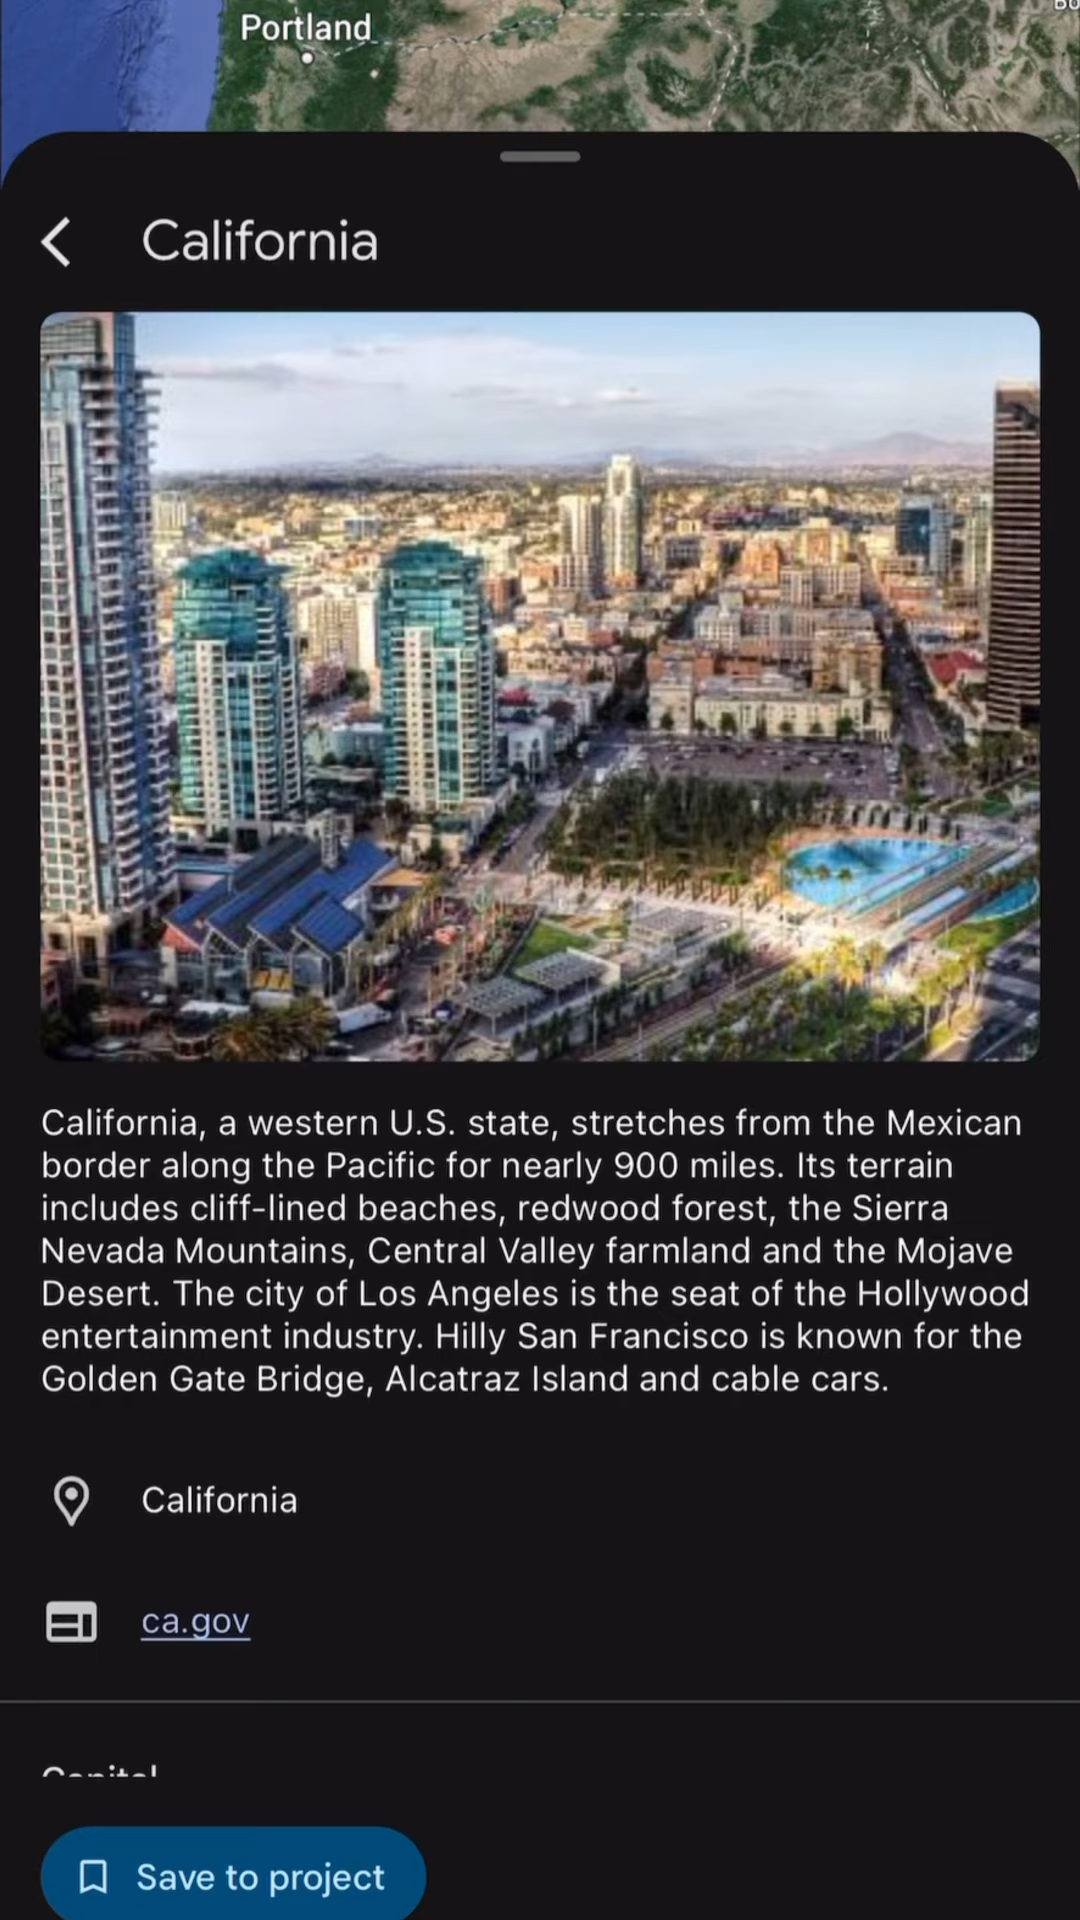 Portland
California
California, a western U.S. state, stretches from the Mexican
border along the Pacific for nearly 900 miles. Its terrain
includes cliff-lined beaches, redwood forest, the Sierra
Nevada Mountains, Central Valley farmland and the Mojave
Desert. The city of Los Angeles is the seat of the Hollywood
entertainment industry. Hilly San Francisco is known for the
Golden Gate Bridge, Alcatraz Island and cable cars.
California
ca.gov
Capital
Save to project